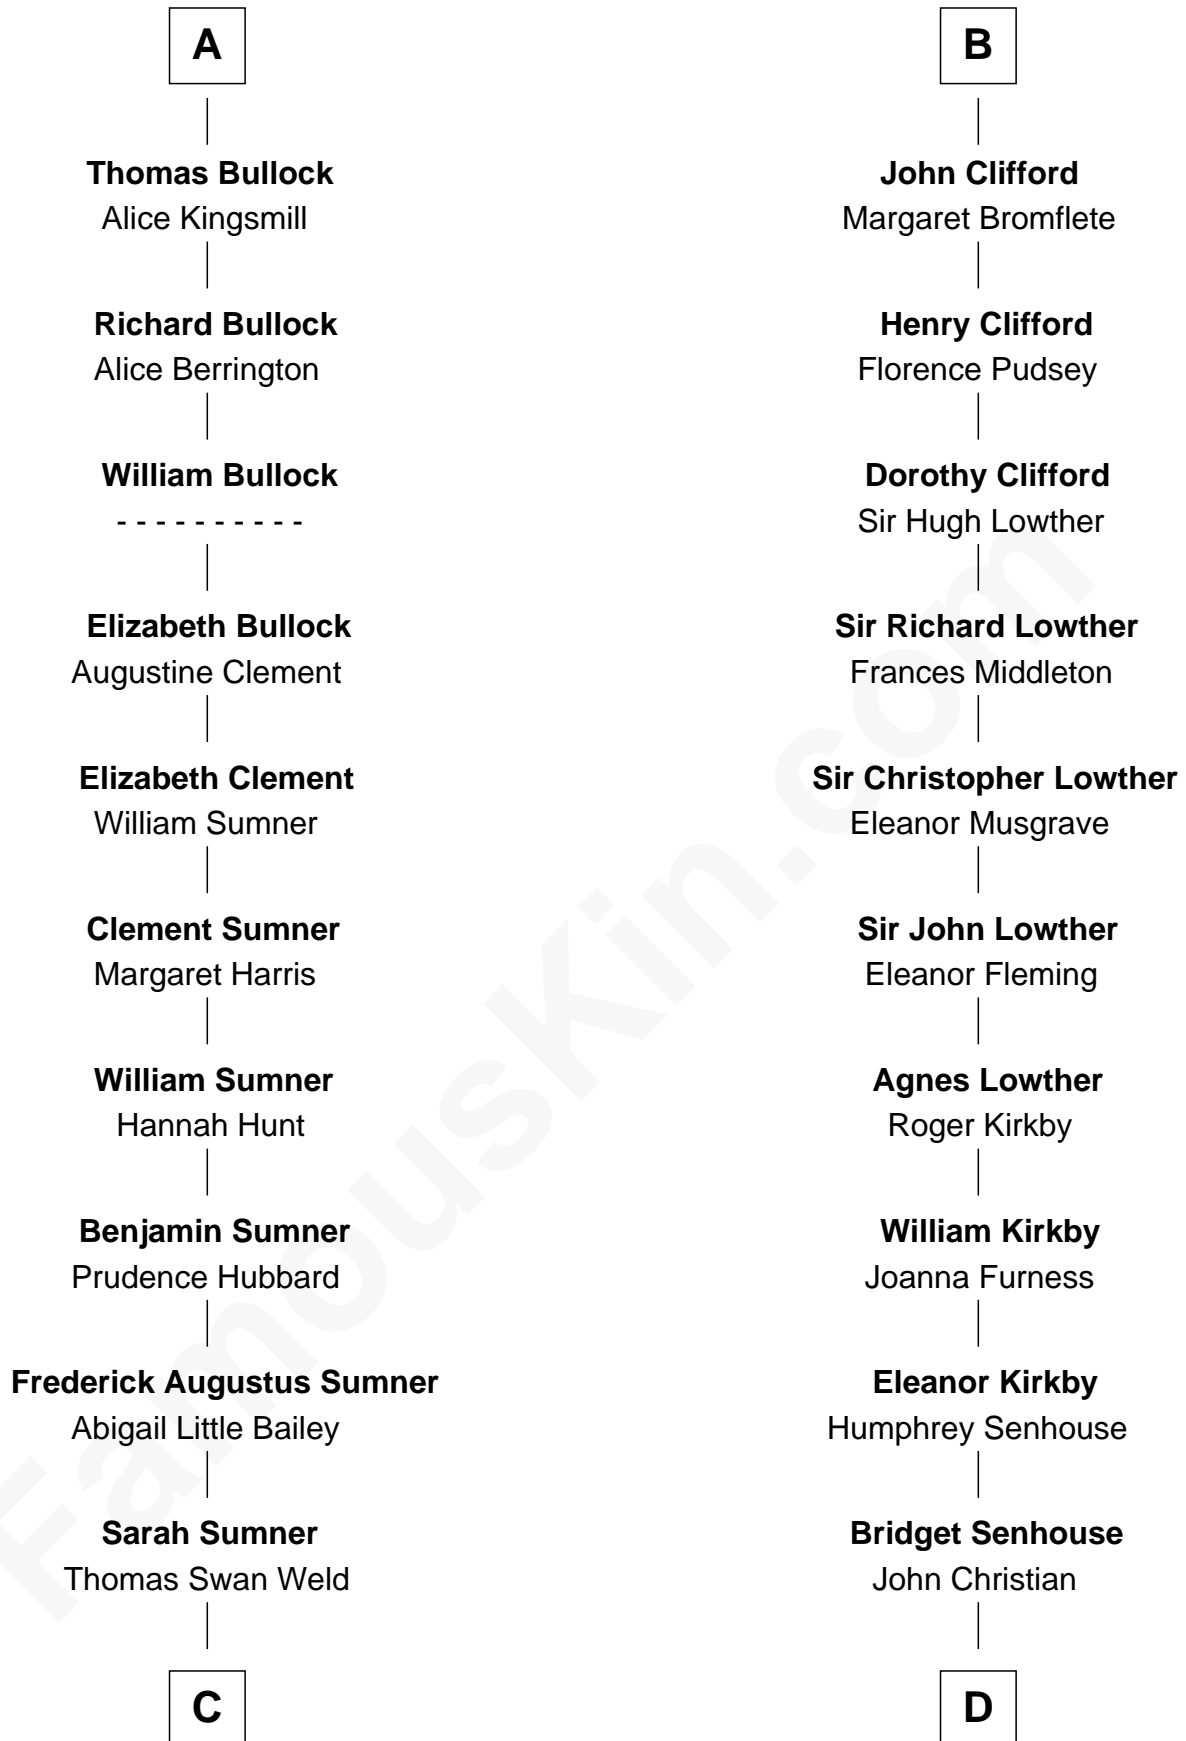 A
Thomas Bullock
Alice Kingsmill
Richard Bullock
Alice Berrington
William Bullock
- - - - - - - - - -
Elizabeth Bullock
Augustine Clement
Elizabeth Clement
William Sumner
Clement Sumner
Margaret Harris
William Sumner
Hannah Hunt
Benjamin Sumner
Prudence Hubbard
Frederick Augustus Sumner
Abigail Little Bailey
Sarah Sumner
Thomas Swan Weld
C
B
John Clifford
Margaret Bromflete
Henry Clifford
Florence Pudsey
Dorothy Clifford
Sir Hugh Lowther
Sir Richard Lowther
Frances Middleton
Sir Christopher Lowther
Eleanor Musgrave
Sir John Lowther
Eleanor Fleming
Agnes Lowther
Roger Kirkby
William Kirkby
Joanna Furness
Eleanor Kirkby
Humphrey Senhouse
Bridget Senhouse
John Christian
D
FamousKin.com